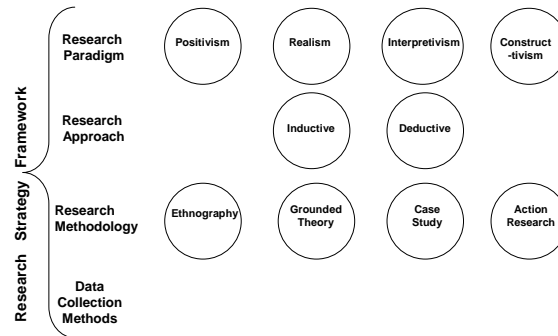 Research Strategy Framework
Research
Paradigm
Positivism
Realism
Interpretivism
Construct
-tivism
Research
Approach
Inductive
Deductive
Research
Methodology
Ethnography
Grounded
Theory
Case
Study
Action
Research
Data
Collection
Methods